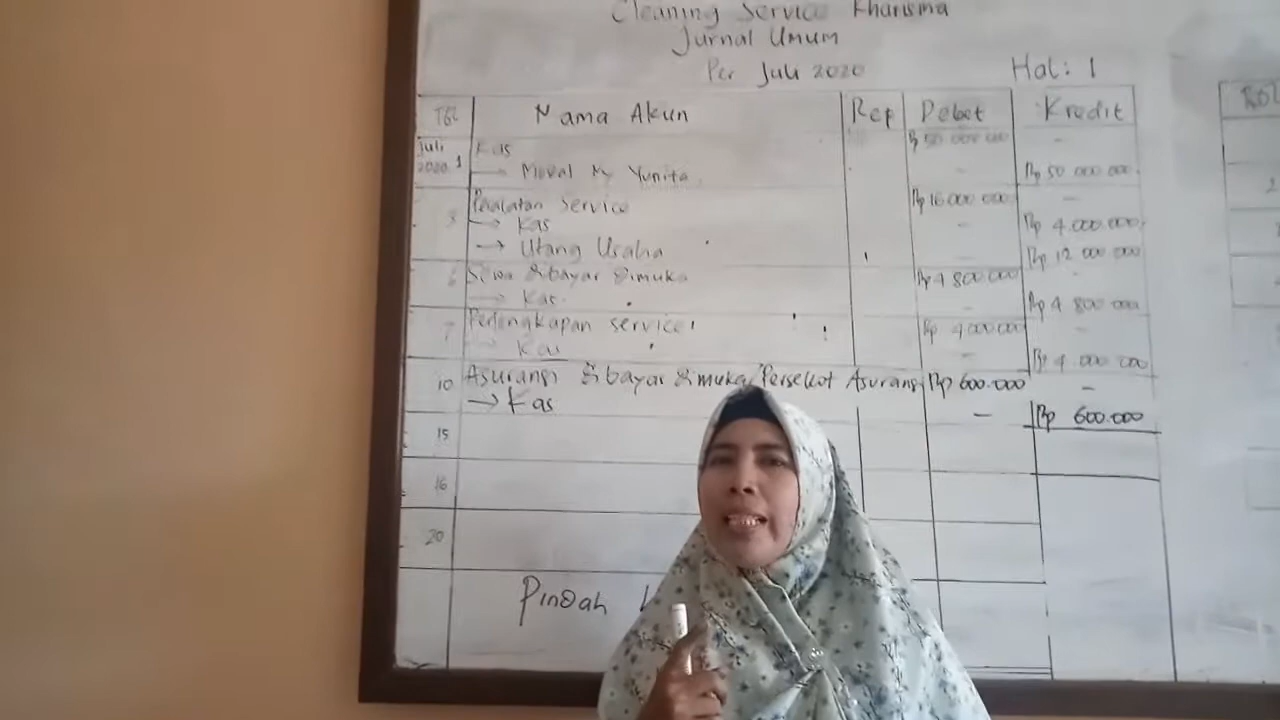 Cleaning Service Kharisma
Jurnal Umum
Per Juli 2020
Hal: 1
Tgl Nama Akun Rep Debet Kredit
Juli 2020 1 Kas Rp 50.000.000 -
→ Modal Ny Yunita - Rp 50 000 000
3 Peralatan Service Rp 16 000 000 -
→ Kas - Rp 4.000.000
→ Utang Usaha - Rp 12 000 000
6 Sewa dibayar dimuka Rp 4 800 000 -
→ Kas - Rp 4 800 000
7 Perlengkapan service Rp 4 000 000 -
→ Kas - Rp 4 000 000
10 Asuransi dibayar dimuka/Persekot Asuransi Rp 600.000 -
→ Kas - Rp 600.000
15
16
20
Pindah